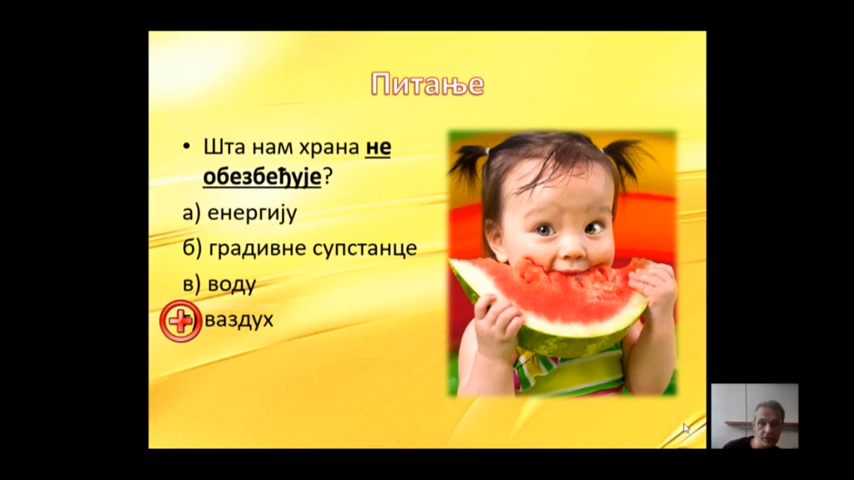 Питање
• Шта нам храна не
обезбеђује?
а) енергију
б) градивне супстанце
в) воду
ваздух